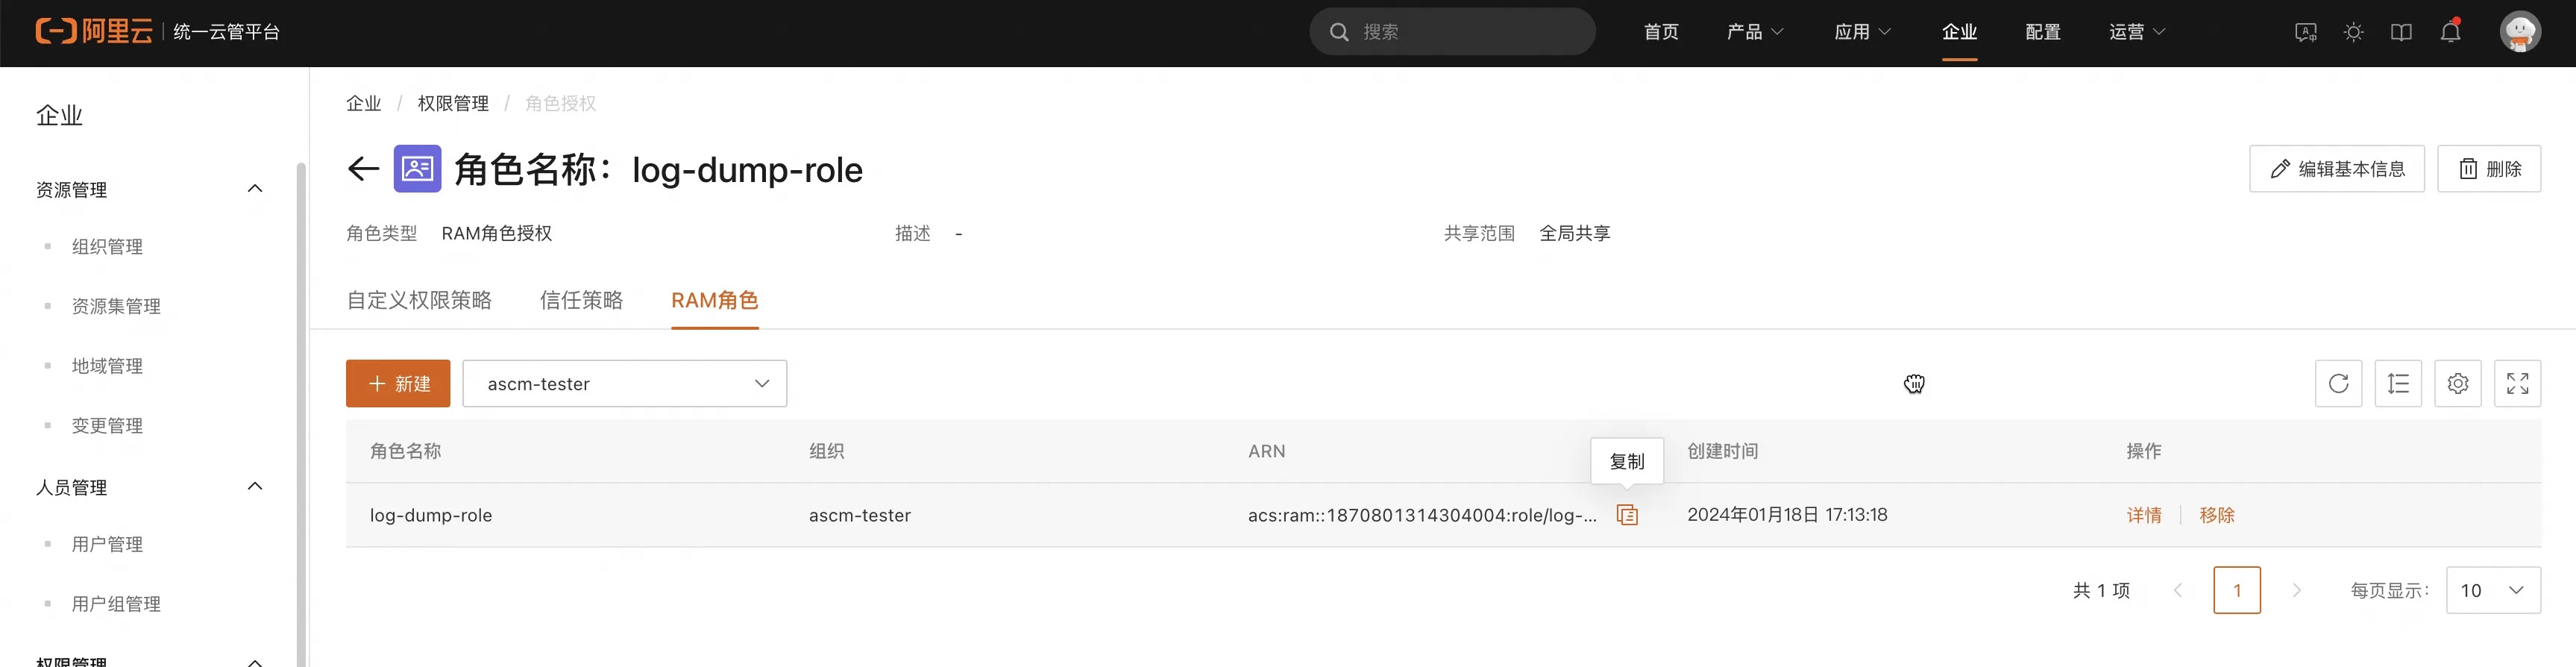 阿里云 统一云管平台 搜索 首页 产品 应用 企业 配置 运营
企业
资源管理
组织管理
资源集管理
地域管理
变更管理
人员管理
用户管理
用户组管理
权限管理
企业 / 权限管理 / 角色授权
角色名称：log-dump-role
编辑基本信息 删除
角色类型 RAM角色授权 描述 - 共享范围 全局共享
自定义权限策略 信任策略 RAM角色
新建 ascm-tester
角色名称 组织 ARN 创建时间 操作
复制
log-dump-role ascm-tester acs:ram::1870801314304004:role/log-... 2024年01月18日 17:13:18 详情 移除
共 1 项 1 每页显示： 10